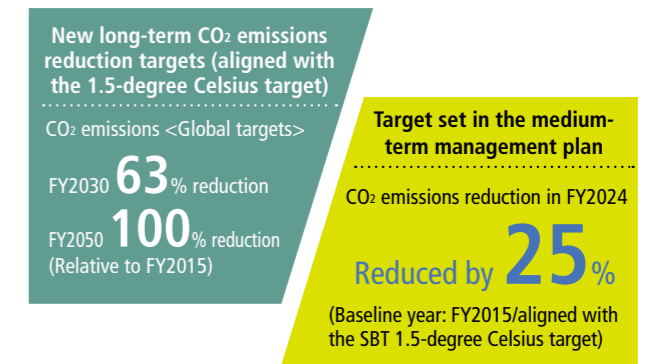 New long-term CO₂ emissions
reduction targets (aligned with
the 1.5-degree Celsius target)
CO₂ emissions <Global targets>
FY2030 63% reduction
FY2050 100% reduction
(Relative to FY2015)
Target set in the medium-
term management plan
CO₂ emissions reduction in FY2024
Reduced by 25%
(Baseline year: FY2015/aligned with
the SBT 1.5-degree Celsius target)